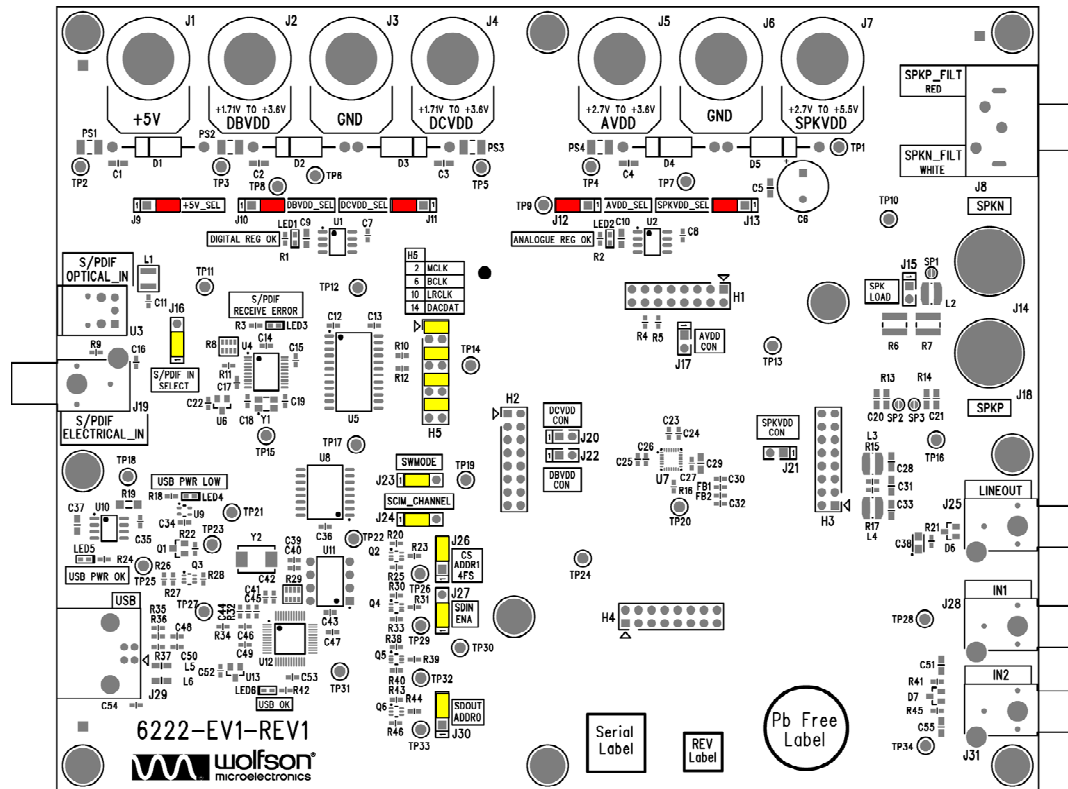 J1 J2 J3 J4 J5 J6 J7
+5V
+1.71V TO +3.6V
DBVDD
GND
+1.71V TO +3.6V
DCVDD
+2.7V TO +3.6V
AVDD
GND
+2.7V TO +5.5V
SPKVDD
SPKP_FILT
RED
SPKN_FILT
WHITE
J8
PS1 D1 PS2 D2 D3 PS3 PS4 D4 D5 + TP1
TP2 C1 TP3 C2 TP8 TP6 C3 TP5 TP4 C4 TP7 C5 C6
1 +5V_SEL
J9
1 DBVDD_SEL
J10
DCVDD_SEL 1
J11
TP9
J12 AVDD_SEL
SPKVDD_SEL 1
J13
TP10
SPKN
DIGITAL REG OK
LED1 C9 U1 C7
R1
ANALOGUE REG OK
LED2 C10 U2 C8
R2
S/PDIF
OPTICAL_IN
L1
C11
U3
TP11
TP12
H5
2 MCLK
6 BCLK
10 LRCLK
14 DACDAT
H1
J15
SPK
LOAD
SP1
L2
J14
J16
S/PDIF
RECEIVE ERROR
R3 LED3
C12 C13
R4 R5
AVDD
CON
J17
TP13
R6 R7
R9
C16
R8
U4
C14
C15
R11
C17
R10
R12
TP14
S/PDIF IN
SELECT
J19
S/PDIF
ELECTRICAL_IN
C22
U6
C18
Y1
C19
TP15
U5
H5
H2
DCVDD
CON
J20
J22
DBVDD
CON
C23
C24
C26
C25
U7
C27
C29
R16
FB1
FB2
C30
C32
TP20
SPKVDD
CON
J21
H3
R13 R14
C20 SP2 SP3 C21
J18
SPKP
TP16
L3
R15
C28
C31
C33
R17
L4
TP17
U8
TP18
R19
USB PWR LOW
R18 LED4
U9
C34
TP21
C37
U10
C35
SWMODE
J23
TP19
SCIM_CHANNEL
J24
LINEOUT
J25
R21
C38
D6
Q1
R22
TP23
LED5
R24
TP25
USB PWR OK
R26
Q3
R27
R28
Y2
C42
C39
C40
C36
U11
TP22
R20
Q2
R23
R25
TP26
J26
CS
ADDR1
4FS
TP24
USB
TP27
C44
R32
C41
C45
R29
R30
R31
Q4
R33
TP29
J27
SDIN
ENA
H4
IN1
J28
TP28
R35
R36
R37
C48
C50
L5
L6
R34
C46
C49
C43
C47
U12
R38
Q5
R39
R40
TP30
TP32
C52
U13
C53
TP31
LED6
R42
USB OK
J29
C54
R43
Q6
R44
R46
TP33
SDOUT
ADDR0
J30
IN2
C51
R41
D7
R45
C55
TP34
J31
6222-EV1-REV1
wolfson®
microelectronics
Serial
Label
REV
Label
Pb Free
Label